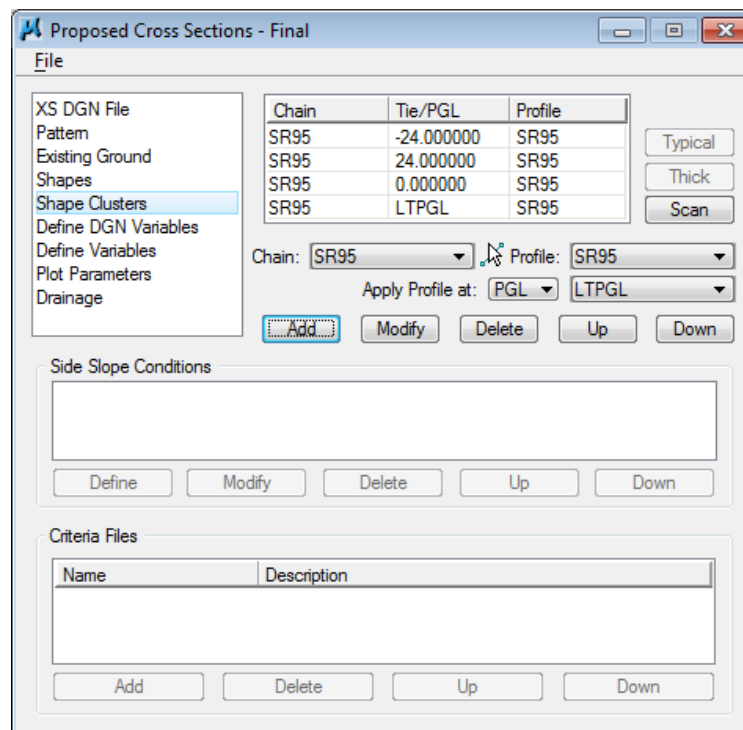 Proposed Cross Sections - Final
File
XS DGN File
Pattern
Existing Ground
Shapes
Shape Clusters
Define DGN Variables
Define Variables
Plot Parameters
Drainage
Chain Tie/PGL Profile
SR95 -24.000000 SR95
SR95 24.000000 SR95
SR95 0.000000 SR95
SR95 LTPGL SR95
Typical
Thick
Scan
Chain: SR95 Profile: SR95
Apply Profile at: PGL LTPGL
Add Modify Delete Up Down
Side Slope Conditions
Define Modify Delete Up Down
Criteria Files
Name Description
Add Delete Up Down